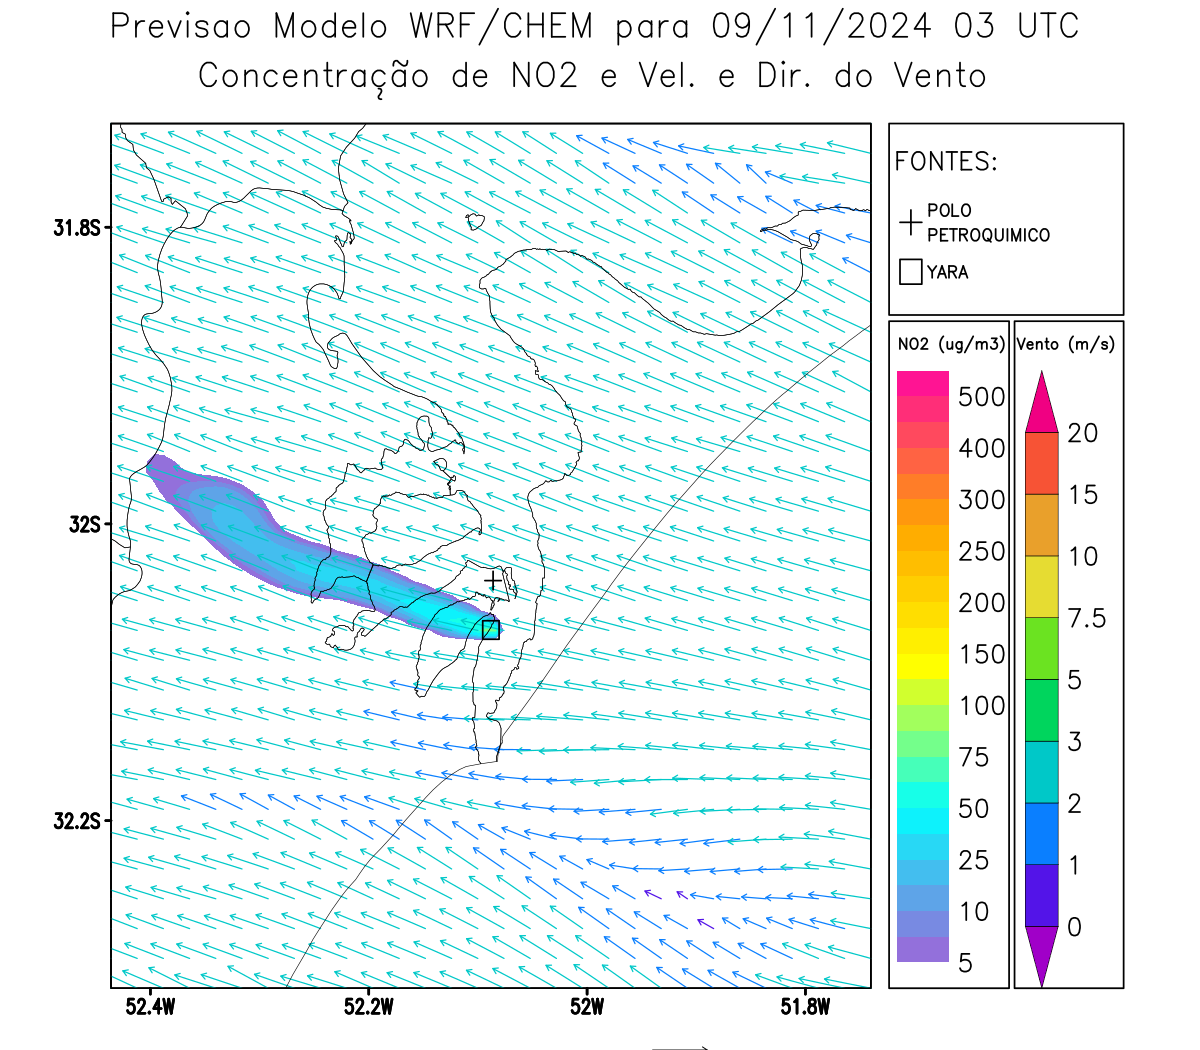 Previsao Modelo WRF/CHEM para 09/11/2024 03 UTC
Concentração de NO2 e Vel. e Dir. do Vento
FONTES:
POLO
PETROQUIMICO
YARA
31.8S
32S
32.2S
52.4W
52.2W
52W
51.8W
NO2 (ug/m3)
500
400
300
250
200
150
100
75
50
25
10
5
Vento (m/s)
20
15
10
7.5
5
3
2
1
0